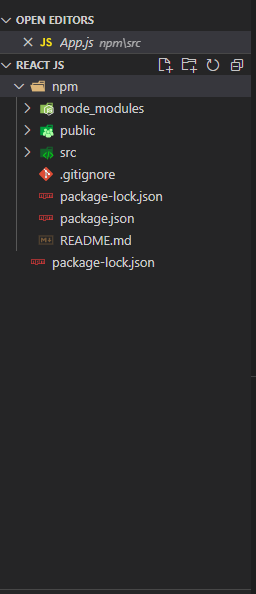 OPEN EDITORS
JS App.js npm\src
REACT JS
npm
node_modules
public
src
.gitignore
package-lock.json
package.json
README.md
package-lock.json